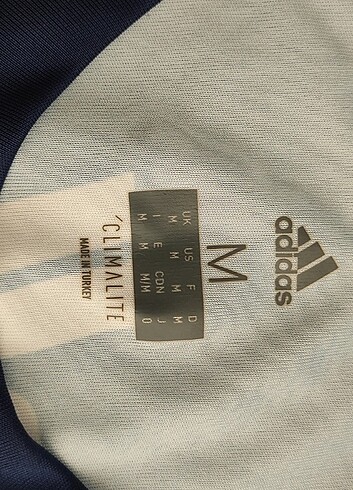 adidas
M
UK US F D
M M M M
I E CDN J
M M M/M O
'CLIMALITE
MADE IN TURKEY